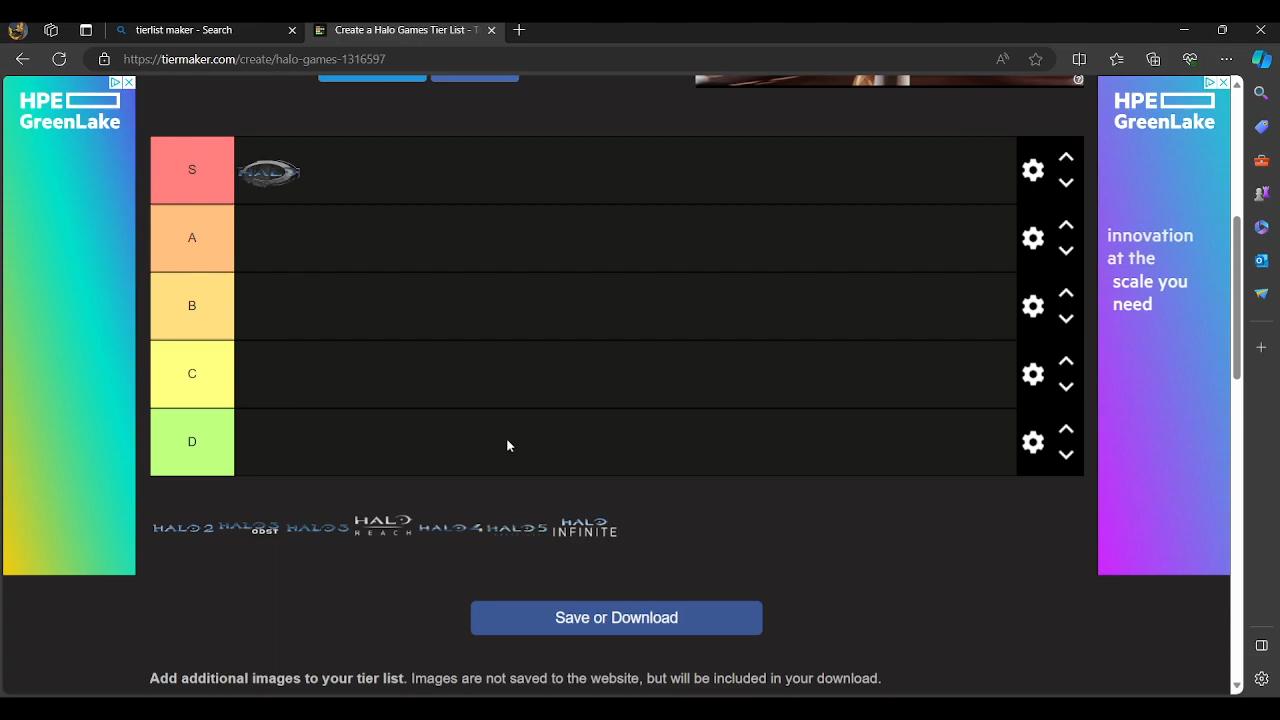 tierlist maker - Search
Create a Halo Games Tier List - T
https://tiermaker.com/create/halo-games-1316597
HPE
GreenLake
HPE
GreenLake
innovation
at the
scale you
need
S
HALO
A
B
C
D
HALO 2 HALO 3 ODST HALO 3 HALO REACH HALO 4 HALO 5 HALO INFINITE
Save or Download
Add additional images to your tier list. Images are not saved to the website, but will be included in your download.